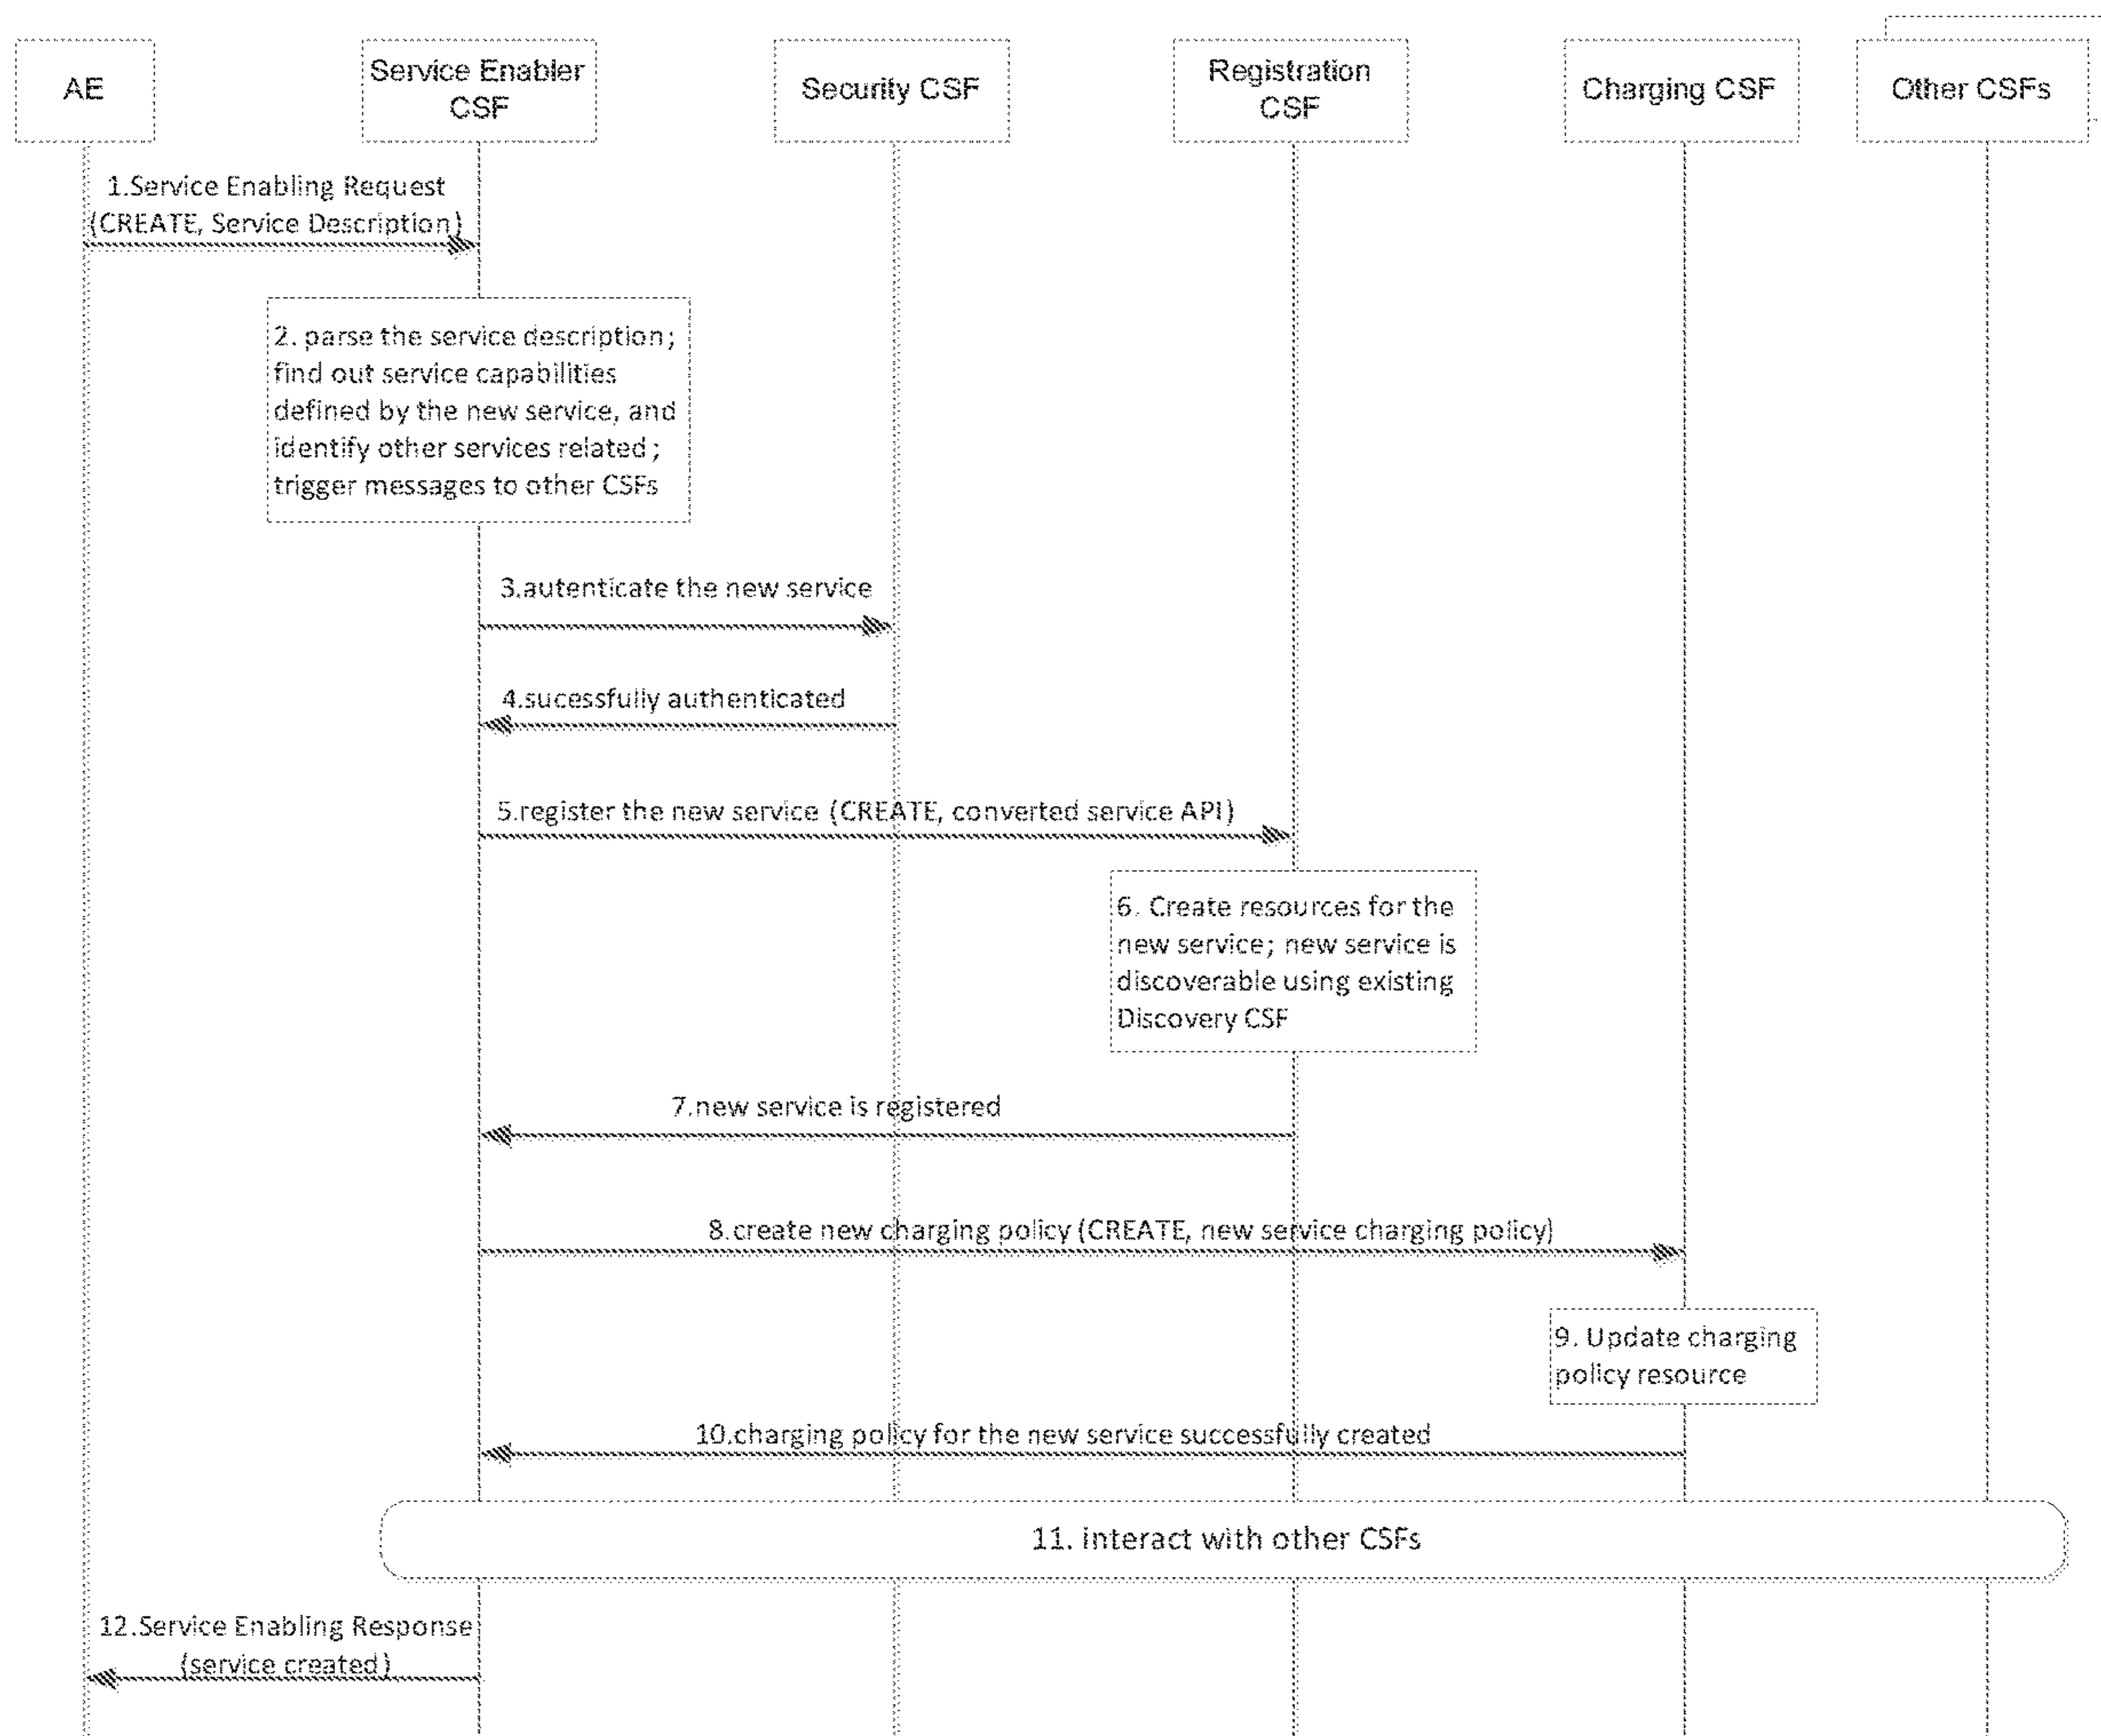 AE
Service Enabler
CSF
Security CSF
Registration
CSF
Charging CSF
Other CSFs
1.Service Enabling Request
(CREATE, Service Description)
2. parse the service description;
find out service capabilities
defined by the new service, and
identify other services related;
trigger messages to other CSFs
3.autenticate the new service
4.sucessfully authenticated
5.register the new service (CREATE, converted service API)
6. Create resources for the
new service; new service is
discoverable using existing
Discovery CSF
7.new service is registered
8.create new charging policy (CREATE, new service charging policy)
9. Update charging
policy resource
10.charging policy for the new service successfully created
11. interact with other CSFs
12.Service Enabling Response
(service created)